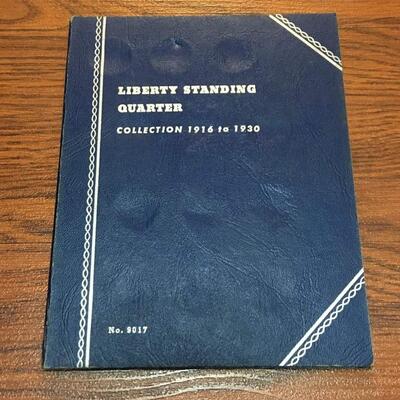 LIBERTY STANDING
QUARTER
COLLECTION 1916 to 1930
No. 9017